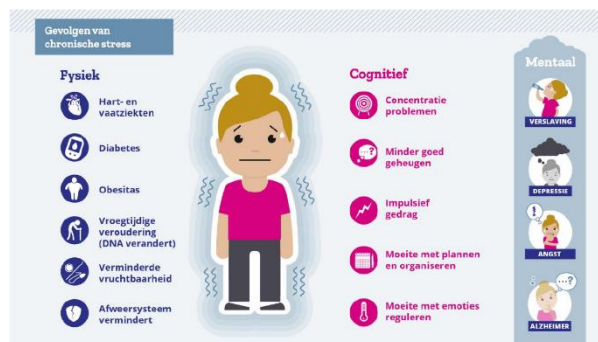 Gevolgen van
chronische stress
Fysiek
Hart- en
vaatziekten
Diabetes
Obesitas
Vroegtijdige
veroudering
(DNA verandert)
Verminderde
vruchtbaarheid
Afweersysteem
vermindert
Cognitief
Concentratie
problemen
...?
Minder goed
geheugen
Impulsief
gedrag
Moeite met plannen
en organiseren
Moeite met emoties
reguleren
Mentaal
VERSLAVING
DEPRESSIE
!
ANGST
...?
ALZHEIMER